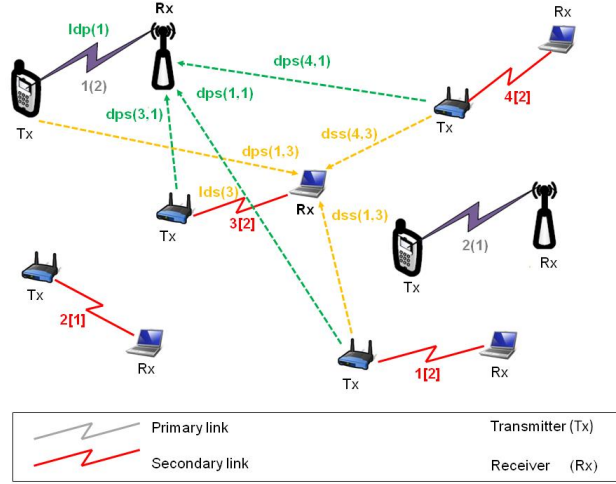 Rx
ldp(1)
Rx
dps(4,1)
1(2)
dps(1,1)
4[2]
Tx
dps(3,1)
Tx
dss(4,3)
dps(1,3)
lds(3)
Rx
3[2]
Tx
dss(1,3)
2(1)
Rx
Tx
Tx
2[1]
Rx
Rx
1[2]
Tx
Primary link
Transmitter (Tx)
Secondary link
Receiver (Rx)